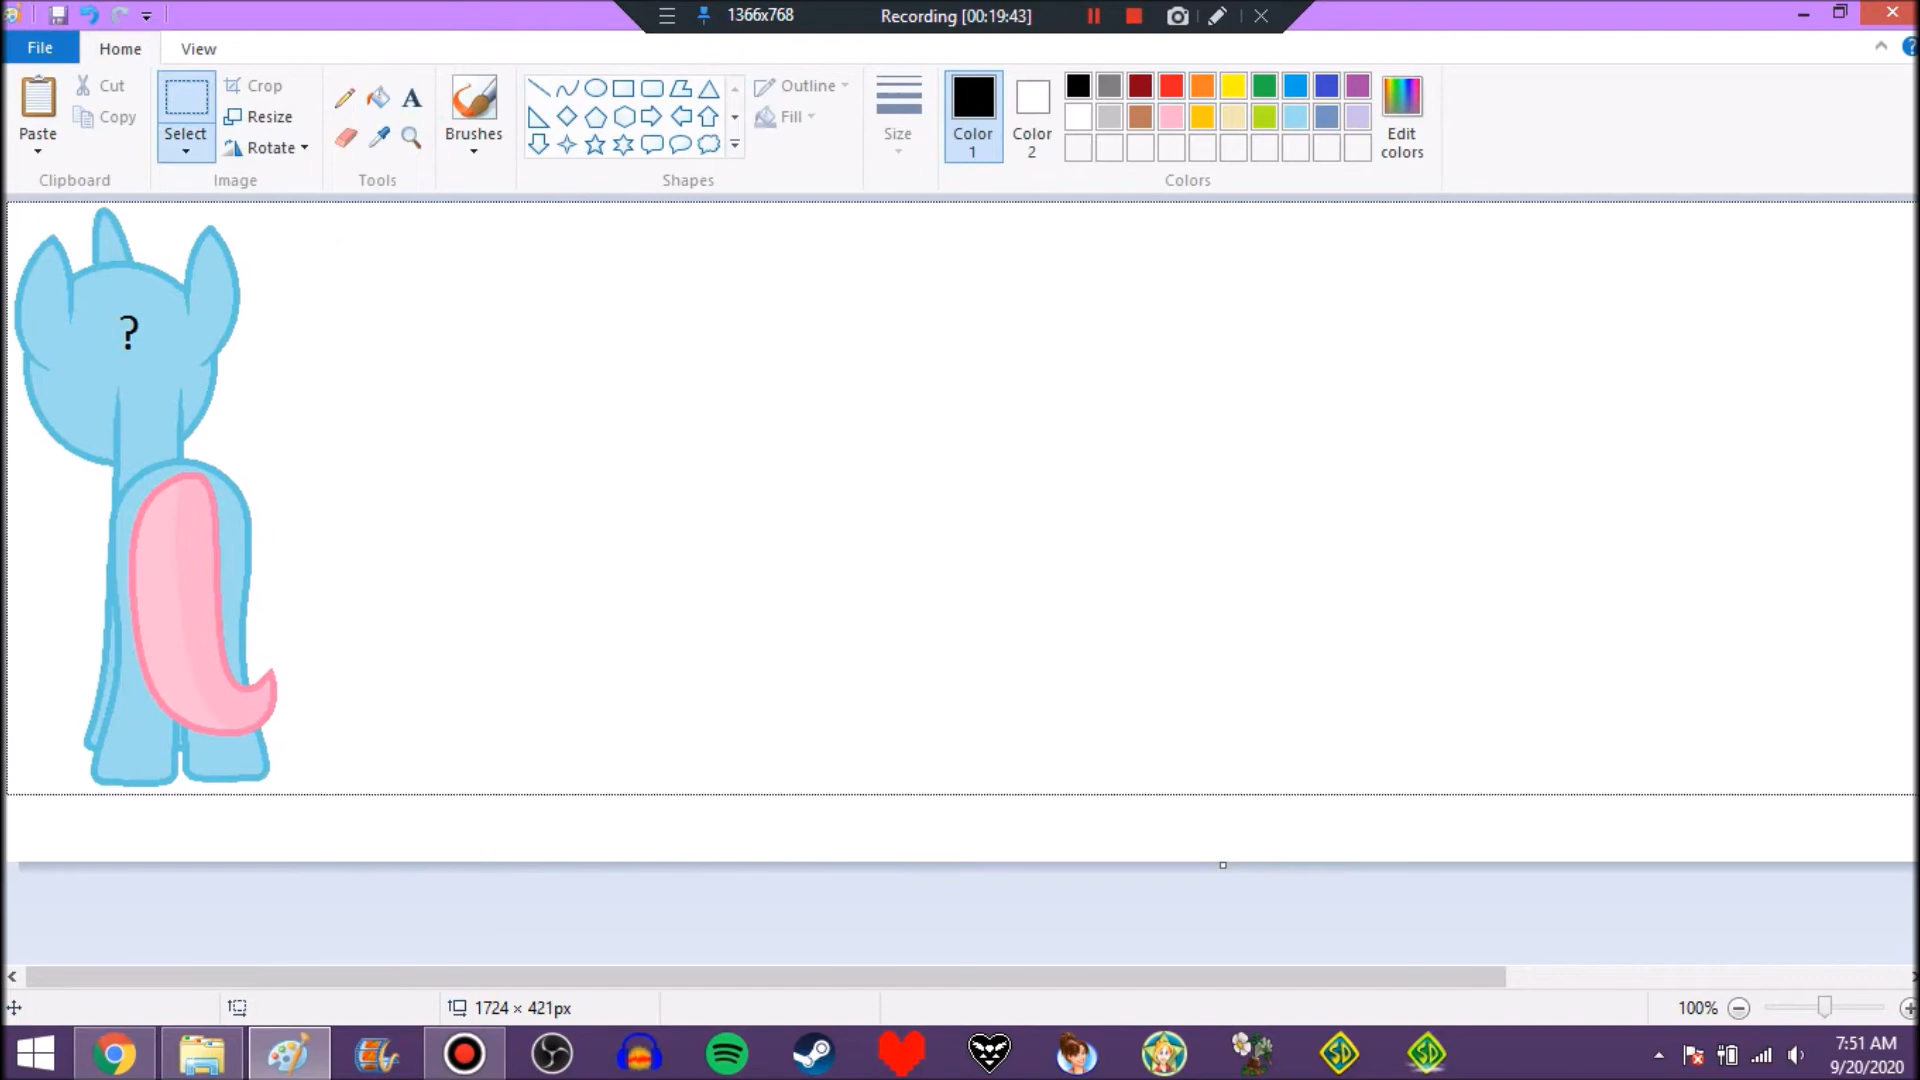 1366x768 Recording [00:19:43]
File Home View
Paste
Cut
Copy
Clipboard
Select
Crop
Resize
Rotate
Image
A
Tools
Brushes
Shapes
Outline
Fill
Size
Color 1
Color 2
Colors
Edit colors
?
1724 × 421px
100%
SD
SD
7:51 AM
9/20/2020